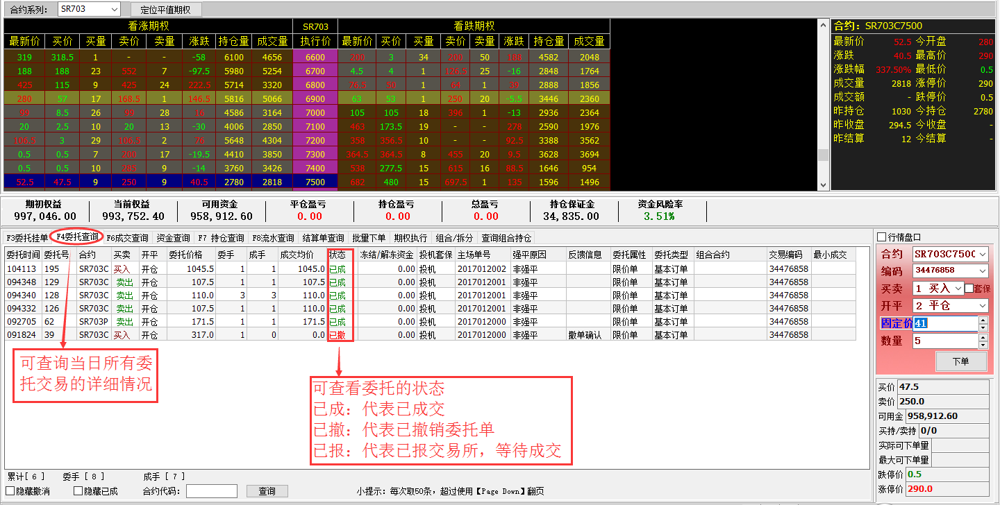 合约系列： SR703 定位平值期权
看涨期权 SR703 看跌期权
最新价 买价 买量 卖价 卖量 涨跌 持仓量 成交量 执行价 最新价 买价 买量 卖价 卖量 涨跌 持仓量 成交量
319 318.5 1 - - -58 6100 4656 6600 200 3 34 200 50 188 4582 2048
188 188 23 552 7 -97.5 5980 5254 6700 4.5 4 1 126.5 25 -16 2848 1764
425 115 9 425 24 222.5 5714 3320 6800 76.5 50 1 64 1 39 2888 1856
280 57 17 168.5 1 146.5 5816 5066 6900 63 53 1 250 20 -5.5 3446 2360
99 8.5 26 99 28 16 4586 3164 7000 105 105 18 396 1 -13 2936 2364
20 2.5 10 20 13 -30 4006 2850 7100 463 173.5 19 - - 278 2590 1976
106.5 3 29 106.5 2 76 5648 4304 7200 358 356.5 10 - - 92.5 3388 3562
0.5 0.5 7 200 17 -19.5 4410 3850 7300 364.5 364.5 8 455 20 9.5 3628 3694
0.5 0.5 10 285 9 -14 3760 3426 7400 538 277.5 15 615 16 88.5 1646 954
52.5 47.5 9 250 9 40.5 2780 2818 7500 682 480 15 697.5 1 135 1596 1496
合约：SR703C7500
最新价 52.5 今开盘 280
涨跌 40.5 最高价 290
涨跌幅 337.50% 最低价 0.5
成交量 2818 涨停价 290
成交额 - 跌停价 0.5
昨持仓 1030 今持仓 2780
昨收盘 294.5 今收盘 -
昨结算 12 今结算 -
期初权益 当前权益 可用资金 平仓盈亏 持仓盈亏 总盈亏 持仓保证金 资金风险率
997,046.00 993,752.40 958,912.60 0.00 0.00 0.00 34,835.00 3.51%
F3委托挂单 F4委托查询 F6成交查询 资金查询 F7 持仓查询 F8流水查询 结算单查询 批量下单 期权执行 组合/拆分 查询组合持仓
委托时间 委托号 合约 买卖 开平 委托价格 委手 成手 成交均价 状态 冻结/解冻资金 投机套保 主场单号 强平原因 反馈信息 委托属性 委托类型 组合合约 交易编码 最小成交
104113 195 SR703C 买入 开仓 1045.5 1 1 1045.0 已成 0.00 投机 2017012002 非强平 限价单 基本订单 34476858
094348 129 SR703C 卖出 开仓 107.5 1 1 107.5 已成 0.00 投机 2017012001 非强平 限价单 基本订单 34476858
094340 128 SR703C 卖出 开仓 110.0 3 3 110.0 已成 0.00 投机 2017012001 非强平 限价单 基本订单 34476858
094332 126 SR703C 卖出 开仓 107.5 1 1 110.0 已成 0.00 投机 2017012001 非强平 限价单 基本订单 34476858
092705 62 SR703P 卖出 开仓 171.5 1 1 171.5 已成 0.00 投机 2017012000 非强平 限价单 基本订单 34476858
091824 39 SR703C 买入 开仓 317.0 1 0 0.0 已撤 0.00 投机 2017012000 非强平 撤单确认 限价单 基本订单 34476858
可查询当日所有委
托交易的详细情况
可查看委托的状态
已成：代表已成交
已撤：代表已撤销委托单
已报：代表已报交易所，等待成交
累计[ 6 ] 委手 [ 8 ] 成手 [ 7 ]
隐藏撤消 隐藏已成 合约代码： 查询 小提示：每次取50条，超过使用【Page Down】翻页
行情盘口
合约 SR703C750C
编码 34476858
买卖 1 买入 套保
开平 2 平仓
固定价 41
数量 5
下单
买价 47.5
卖价 250.0
可用金 958,912.60
买持/卖持 0/0
实际可下单量
最大可下单量
跌停价 0.5
涨停价 290.0